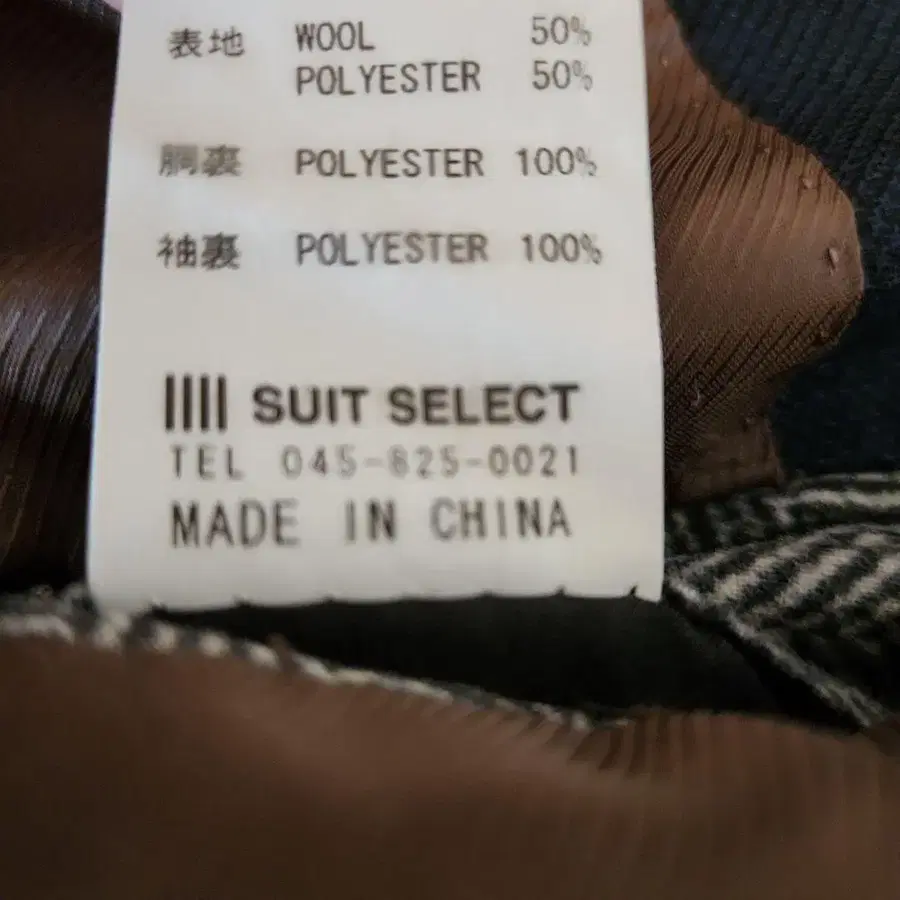 表地 WOOL 50%
POLYESTER 50%
胴裏 POLYESTER 100%
袖裏 POLYESTER 100%
SUIT SELECT
TEL 045-825-0021
MADE IN CHINA